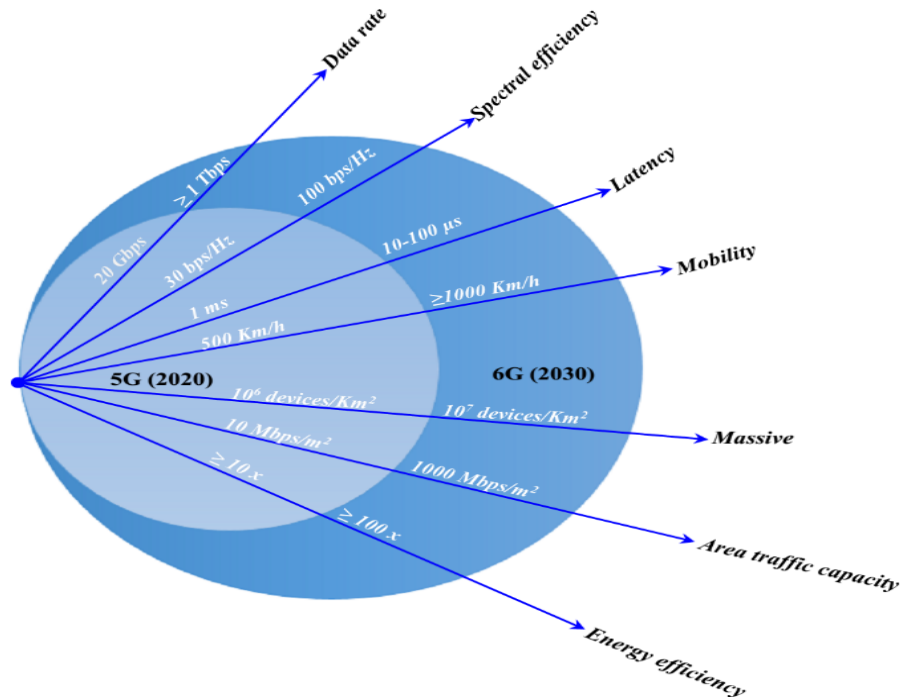 Data rate
Spectral efficiency
Latency
Mobility
≥ 1 Tbps
100 bps/Hz
10-100 μs
≥1000 Km/h
20 Gbps
30 bps/Hz
1 ms
500 Km/h
5G (2020)
6G (2030)
10⁶ devices/Km²
10⁷ devices/Km²
Massive
10 Mbps/m²
1000 Mbps/m²
Area traffic capacity
≥ 10 x
≥ 100 x
Energy efficiency